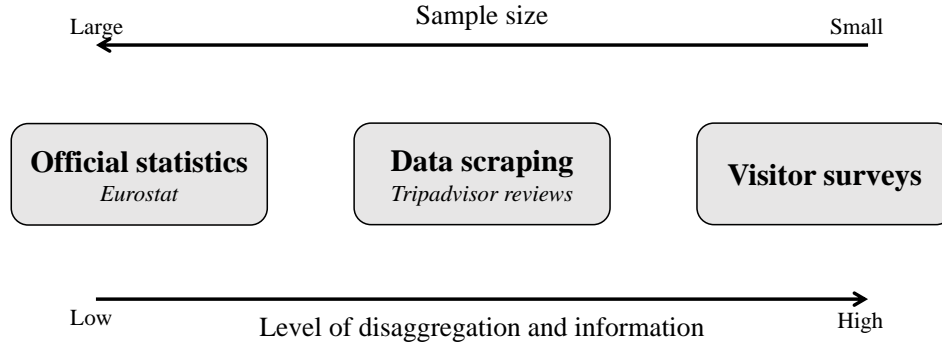 Sample size
Large
Small
Official statistics
Eurostat
Data scraping
Tripadvisor reviews
Visitor surveys
Low
High
Level of disaggregation and information